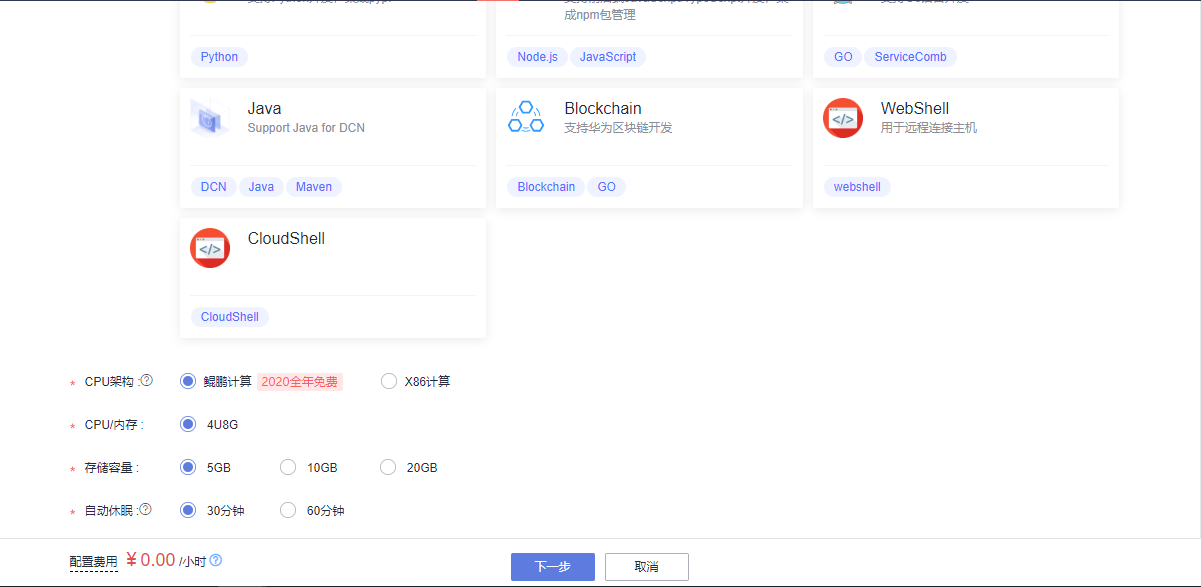 成npm包管理
Python
Node.js JavaScript
GO ServiceComb
Java
Support Java for DCN
DCN Java Maven
Blockchain
支持华为区块链开发
Blockchain GO
WebShell
用于远程连接主机
webshell
CloudShell
CloudShell
* CPU架构 :? 鲲鹏计算 2020全年免费 X86计算
* CPU/内存 : 4U8G
* 存储容量 : 5GB 10GB 20GB
* 自动休眠 :? 30分钟 60分钟
配置费用 ¥ 0.00 /小时 ? 下一步 取消